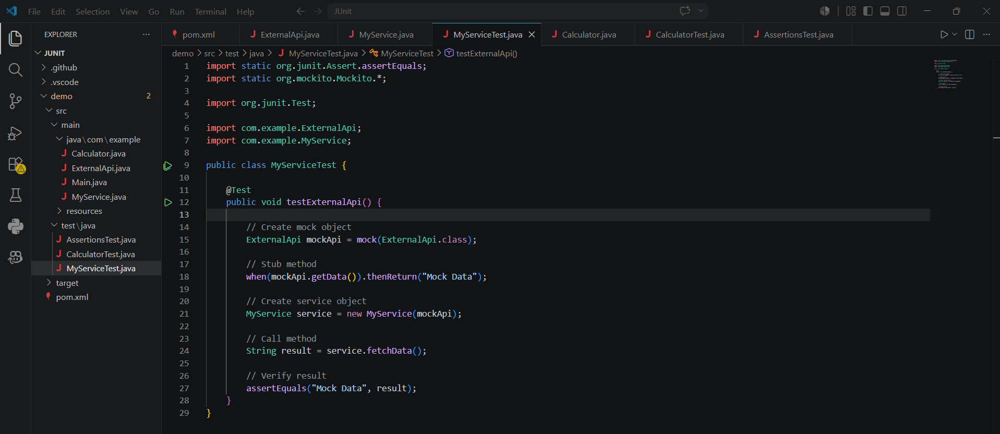 File Edit Selection View Go Run Terminal Help
JUnit
EXPLORER
JUNIT
.github
.vscode
demo 2
src
main
java\com\example
Calculator.java
ExternalApi.java
Main.java
MyService.java
resources
test\java
AssertionsTest.java
CalculatorTest.java
MyServiceTest.java
target
pom.xml
pom.xml ExternalApi.java MyService.java MyServiceTest.java Calculator.java CalculatorTest.java AssertionsTest.java
demo > src > test > java > MyServiceTest.java > MyServiceTest > testExternalApi()
1 import static org.junit.Assert.assertEquals;
2 import static org.mockito.Mockito.*;
3
4 import org.junit.Test;
5
6 import com.example.ExternalApi;
7 import com.example.MyService;
8
9 public class MyServiceTest {
10
11     @Test
12     public void testExternalApi() {
13
14         // Create mock object
15         ExternalApi mockApi = mock(ExternalApi.class);
16
17         // Stub method
18         when(mockApi.getData()).thenReturn("Mock Data");
19
20         // Create service object
21         MyService service = new MyService(mockApi);
22
23         // Call method
24         String result = service.fetchData();
25
26         // Verify result
27         assertEquals("Mock Data", result);
28     }
29 }